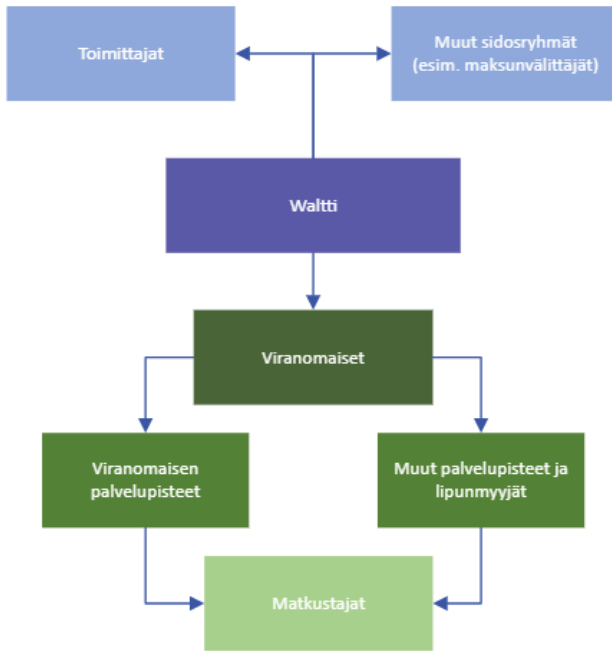 Toimittajat
Muut sidosryhmät
(esim. maksunvälittäjät)
Waltti
Viranomaiset
Viranomaisen
palvelupisteet
Muut palvelupisteet ja
lipunmyyjät
Matkustajat